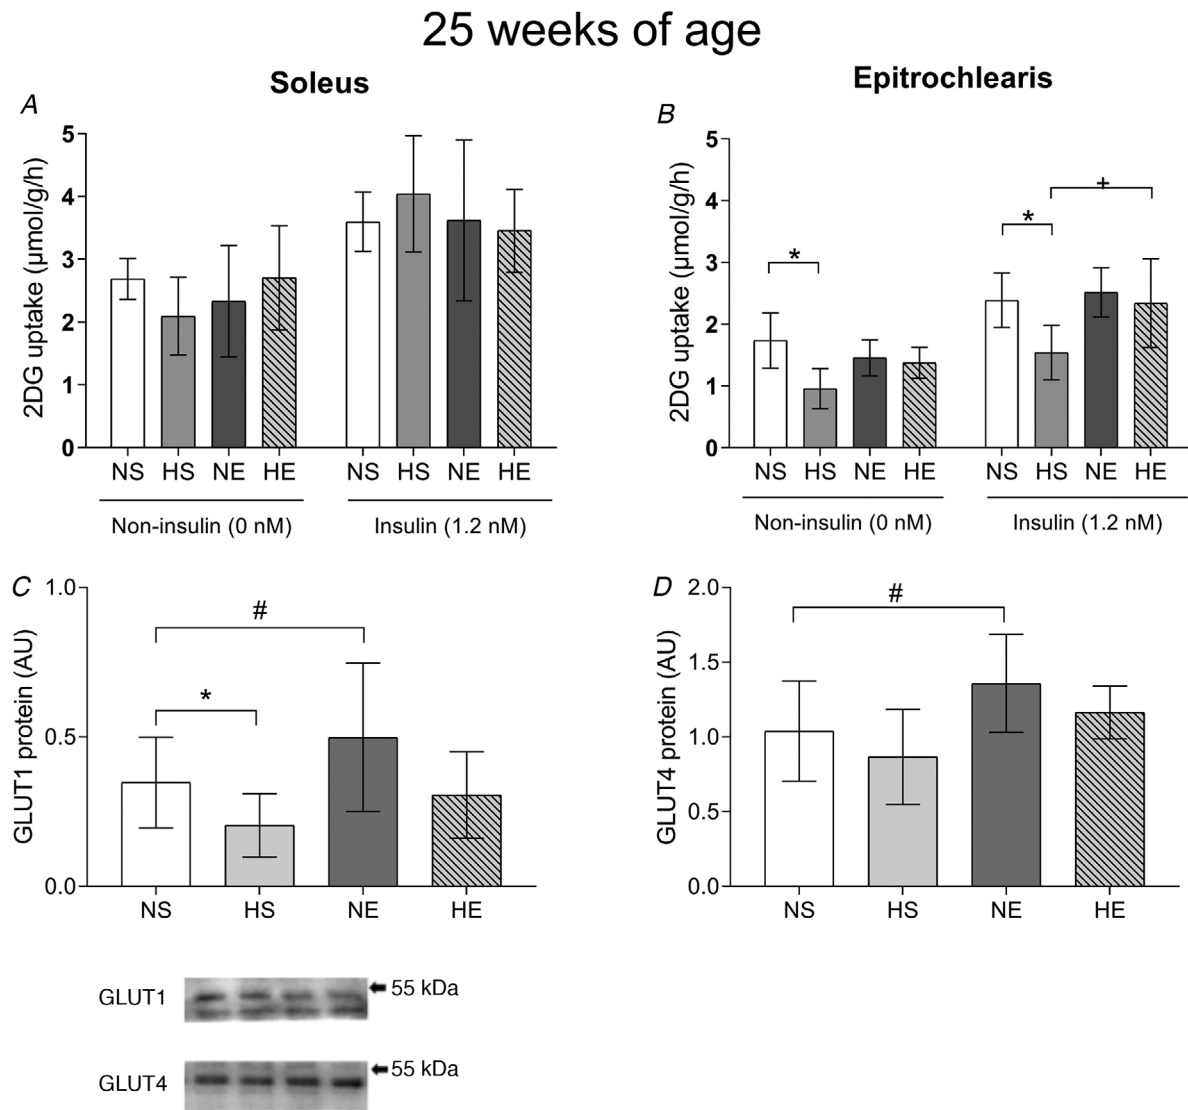 25 weeks of age
Soleus
Epitrochlearis
A
B
2DG uptake (μmol/g/h)
5
4
3
2
1
0
NS HS NE HE NS HS NE HE
Non-insulin (0 nM) Insulin (1.2 nM)
2DG uptake (μmol/g/h)
5
4
3
2
1
0
* * +
NS HS NE HE NS HS NE HE
Non-insulin (0 nM) Insulin (1.2 nM)
C
GLUT1 protein (AU)
1.0
0.5
0.0
#
*
NS HS NE HE
D
GLUT4 protein (AU)
2.0
1.5
1.0
0.5
0.0
#
NS HS NE HE
GLUT1 55 kDa
GLUT4 55 kDa